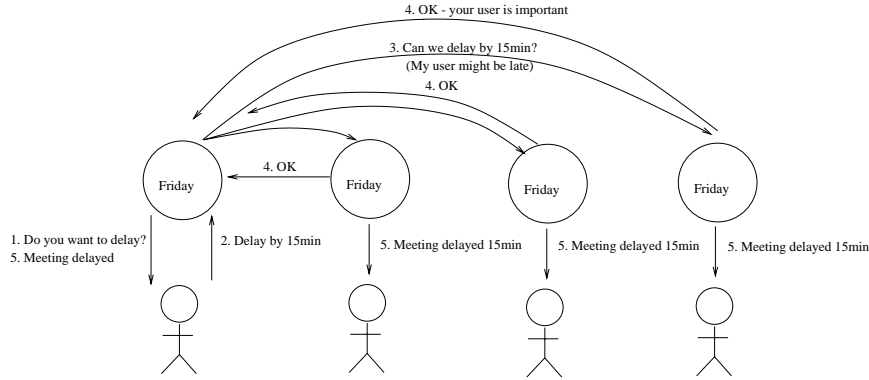 4. OK - your user is important
3. Can we delay by 15min?
(My user might be late)
4. OK
4. OK
Friday
Friday
Friday
Friday
1. Do you want to delay?
5. Meeting delayed
2. Delay by 15min
5. Meeting delayed 15min
5. Meeting delayed 15min
5. Meeting delayed 15min